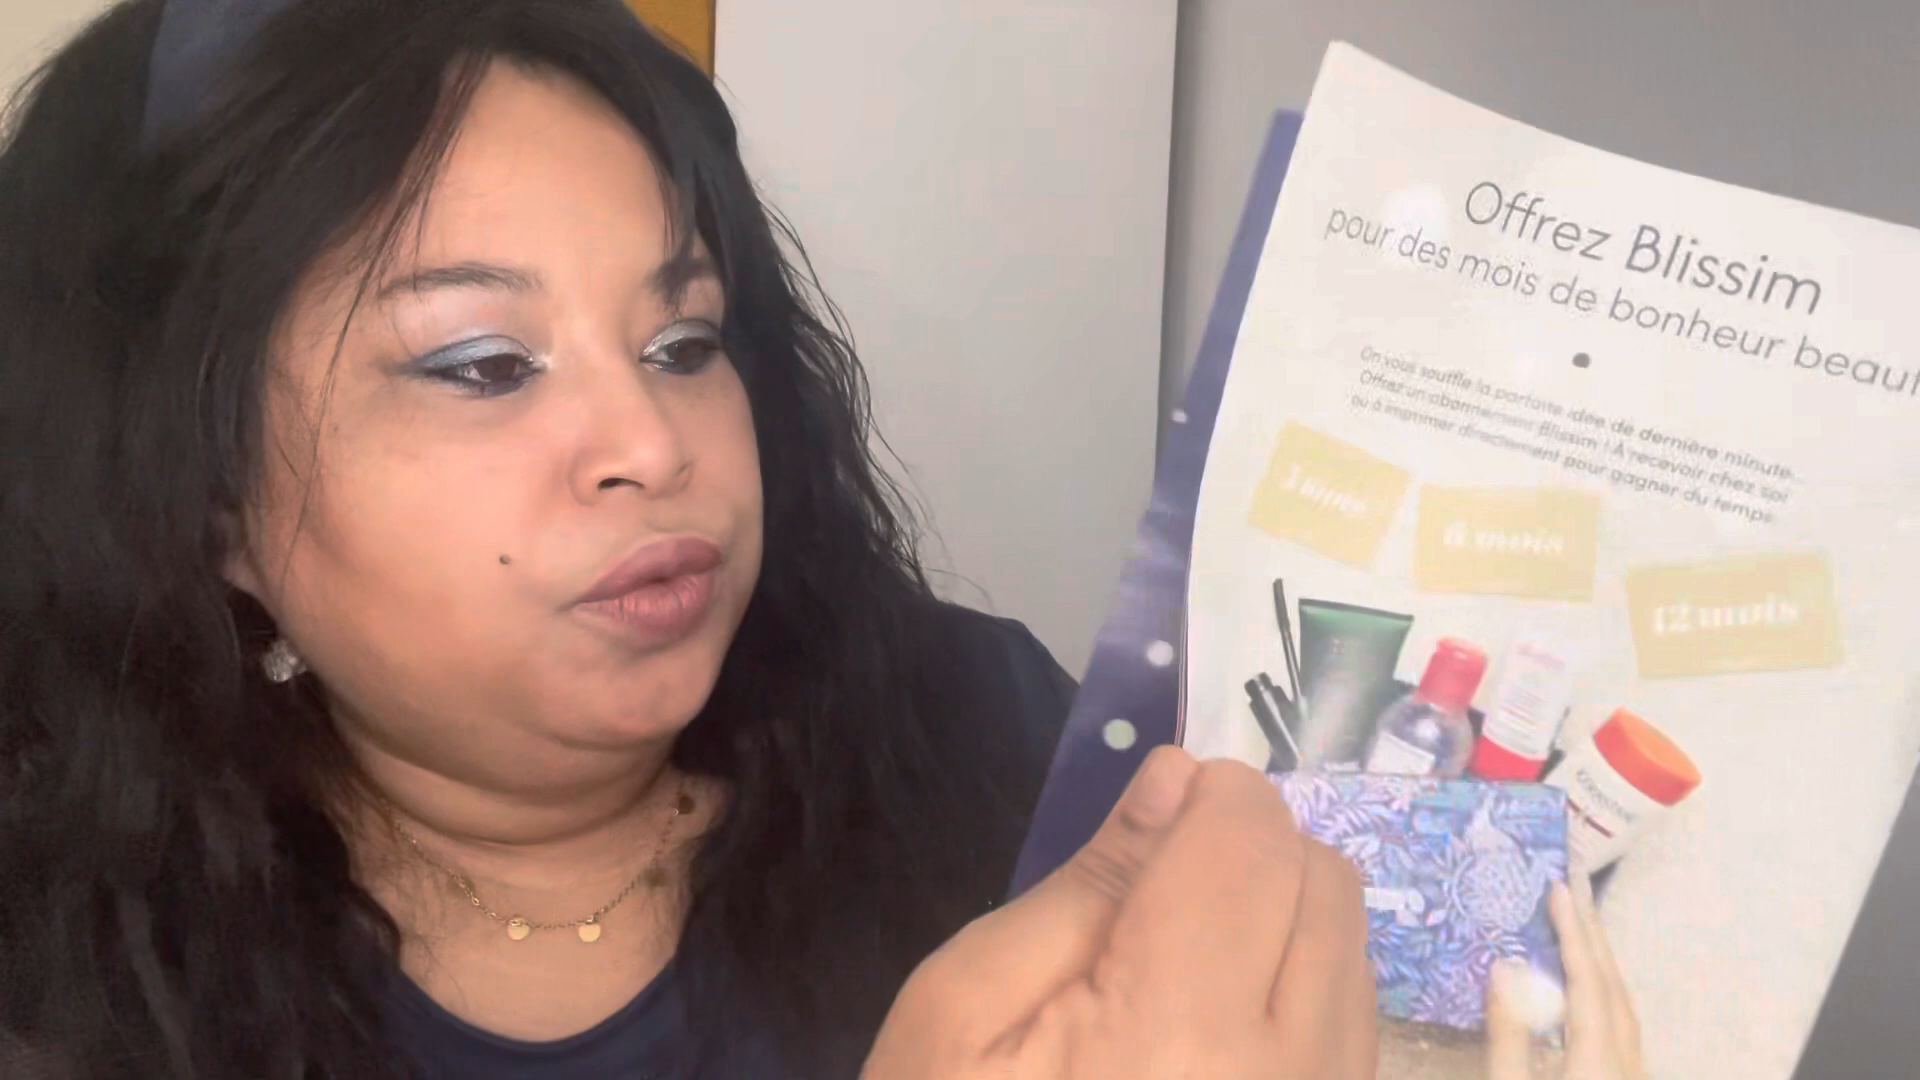 Offrez Blissim
pour des mois de bonheur beaut
On vous souffle la parfaite idée de dernière minute...
Offrez un abonnement Blissim ! À recevoir chez soi
ou à imprimer directement pour gagner du temps.
3 mois
6 mois
12 mois